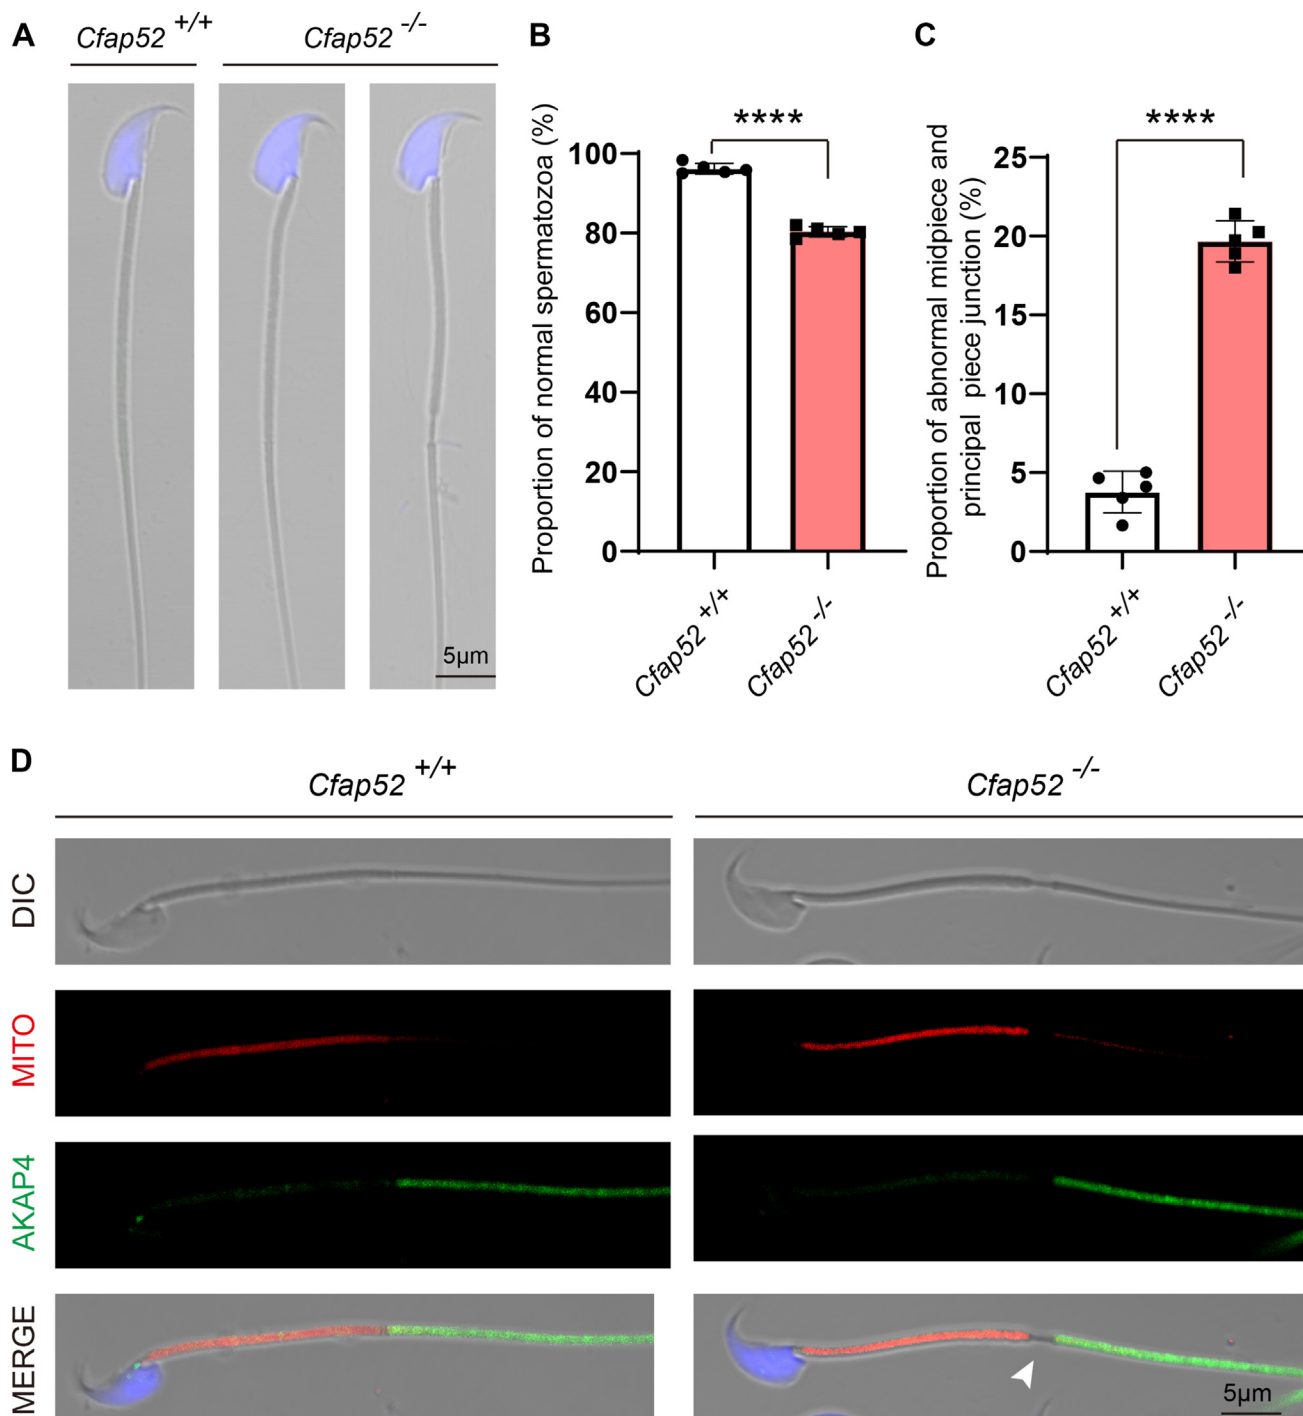 A
Cfap52 +/+
Cfap52 -/-
5µm
B
Proportion of normal spermatozoa (%)
****
100
80
60
40
20
0
Cfap52 +/+
Cfap52 -/-
C
Proportion of abnormal midpiece and
principal piece junction (%)
****
25
20
15
10
5
0
Cfap52 +/+
Cfap52 -/-
D
Cfap52 +/+
Cfap52 -/-
DIC
MITO
AKAP4
MERGE
5µm